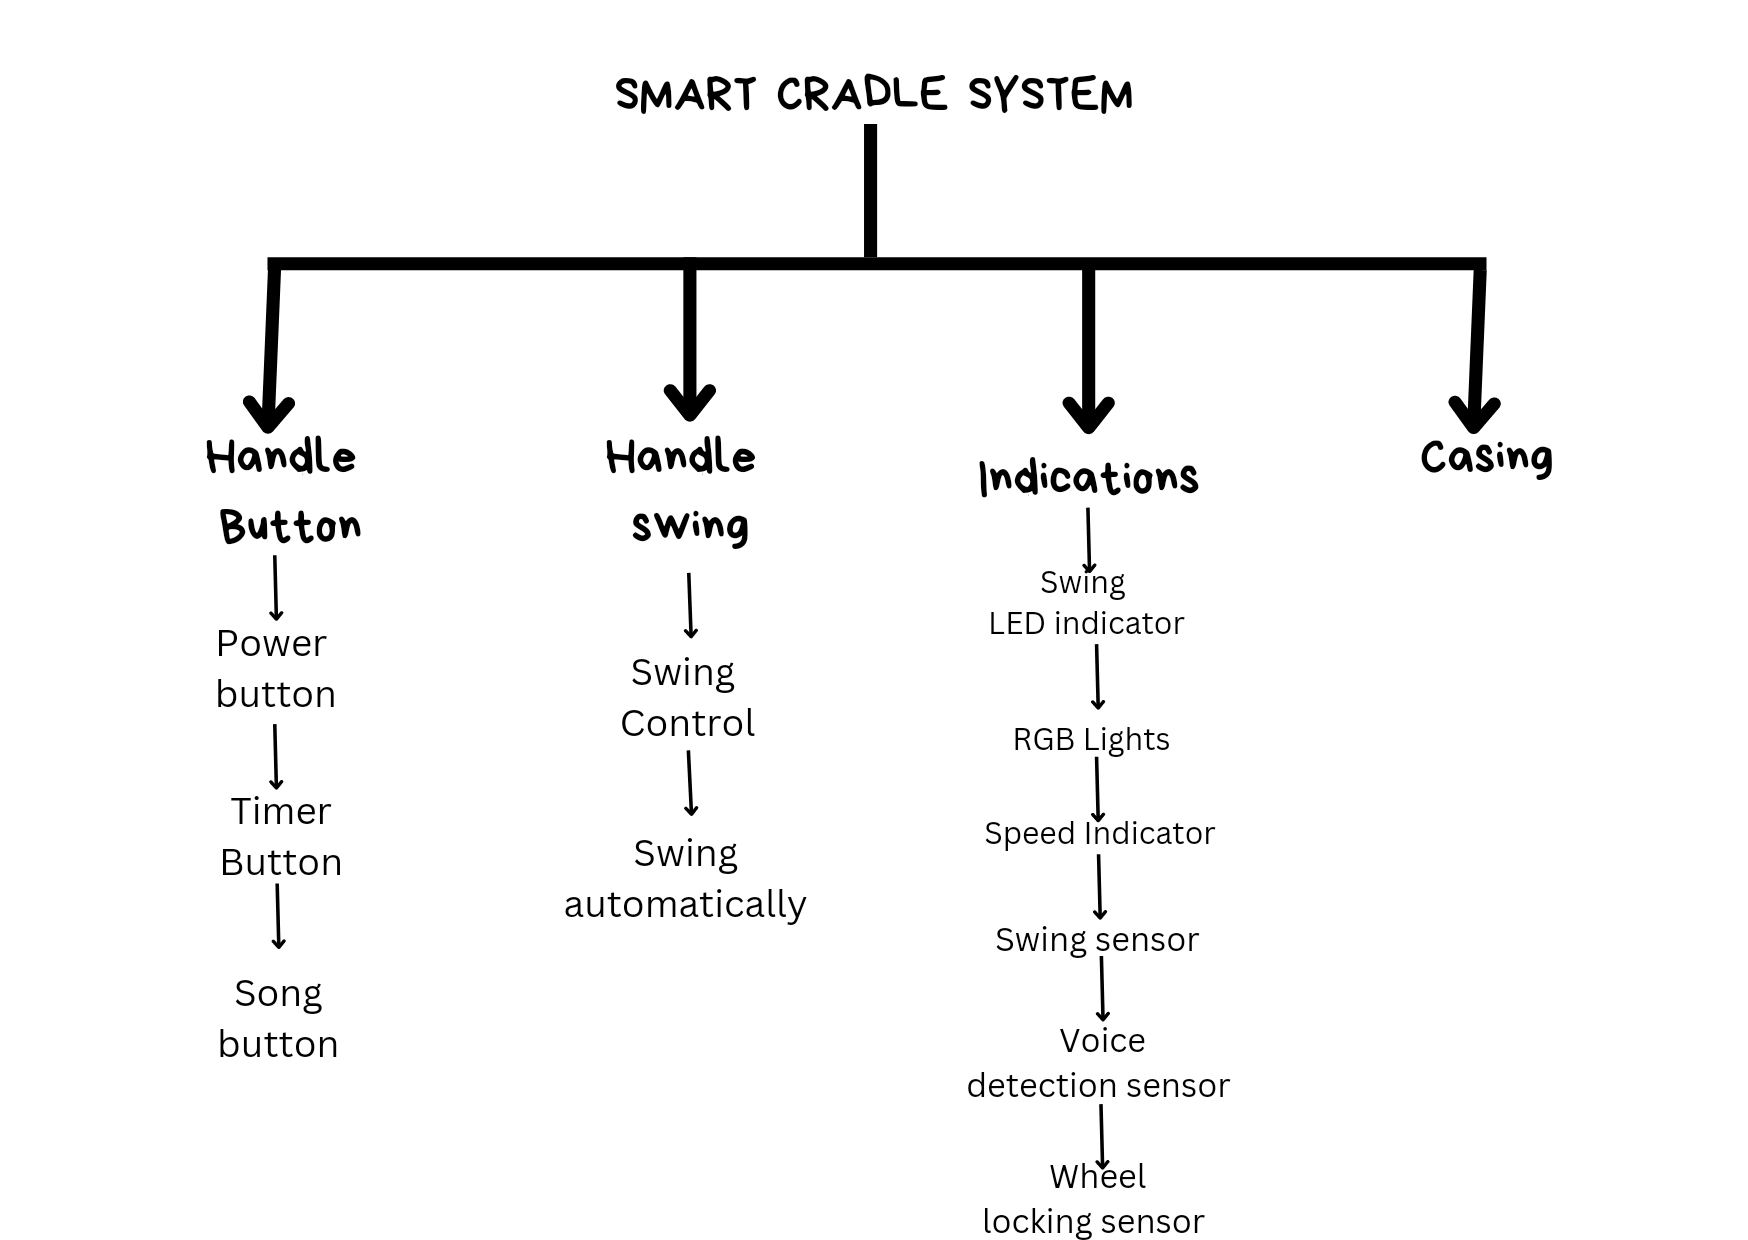 SMART CRADLE SYSTEM
Handle
Button
Power
button
Timer
Button
Song
button
Handle
swing
Swing
Control
Swing
automatically
Indications
Swing
LED indicator
RGB Lights
Speed Indicator
Swing sensor
Voice
detection sensor
Wheel
locking sensor
Casing